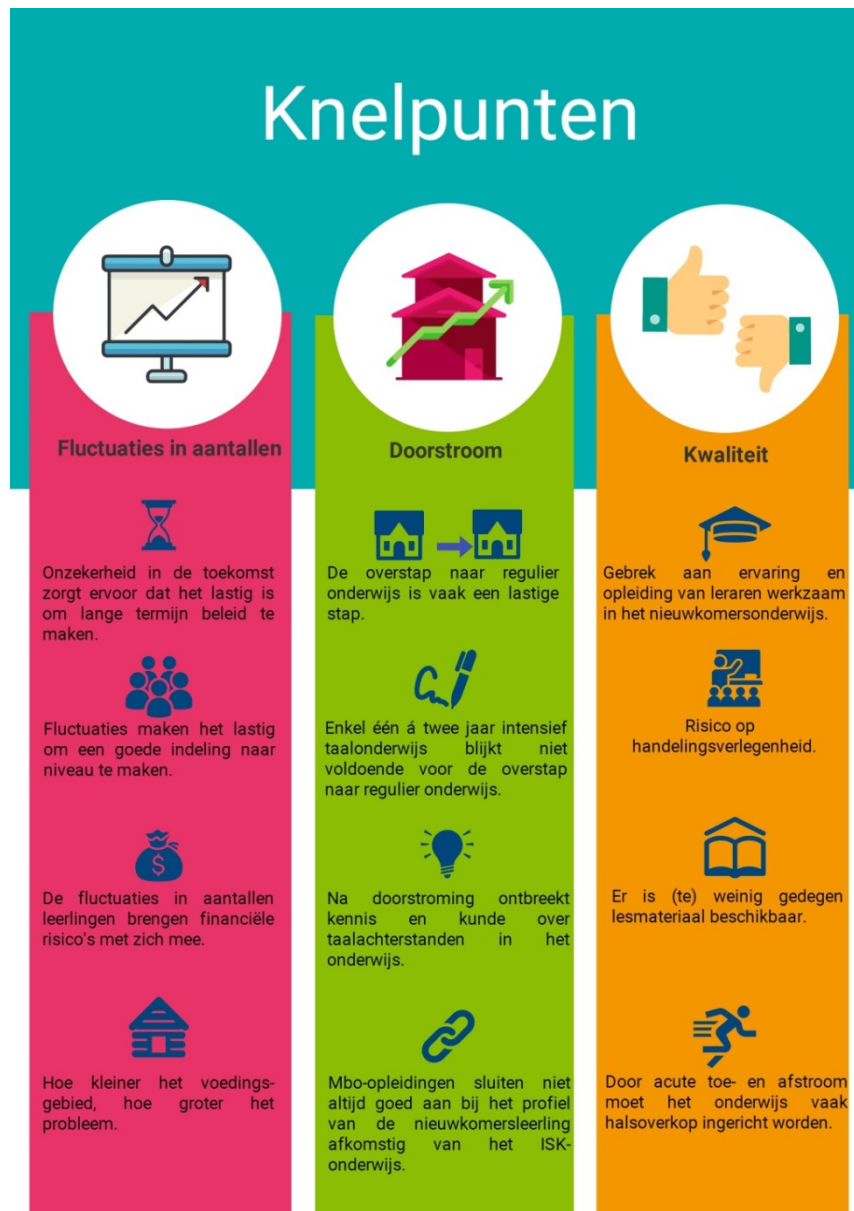 Knelpunten
Fluctuaties in aantallen
Onzekerheid in de toekomst
zorgt ervoor dat het lastig is
om lange termijn beleid te
maken.
Fluctuaties maken het lastig
om een goede indeling naar
niveau te maken.
$
De fluctuaties in aantallen
leerlingen brengen financiële
risico's met zich mee.
Hoe kleiner het voedings-
gebied, hoe groter het
probleem.
Doorstroom
De overstap naar regulier
onderwijs is vaak een lastige
stap.
Enkel één á twee jaar intensief
taalonderwijs blijkt niet
voldoende voor de overstap
naar regulier onderwijs.
Na doorstroming ontbreekt
kennis en kunde over
taalachterstanden in het
onderwijs.
Mbo-opleidingen sluiten niet
altijd goed aan bij het profiel
van de nieuwkomersleerling
afkomstig van het ISK-
onderwijs.
Kwaliteit
Gebrek aan ervaring en
opleiding van leraren werkzaam
in het nieuwkomersonderwijs.
Risico op
handelingsverlegenheid.
Er is (te) weinig gedegen
lesmateriaal beschikbaar.
Door acute toe- en afstroom
moet het onderwijs vaak
halsoverkop ingericht worden.